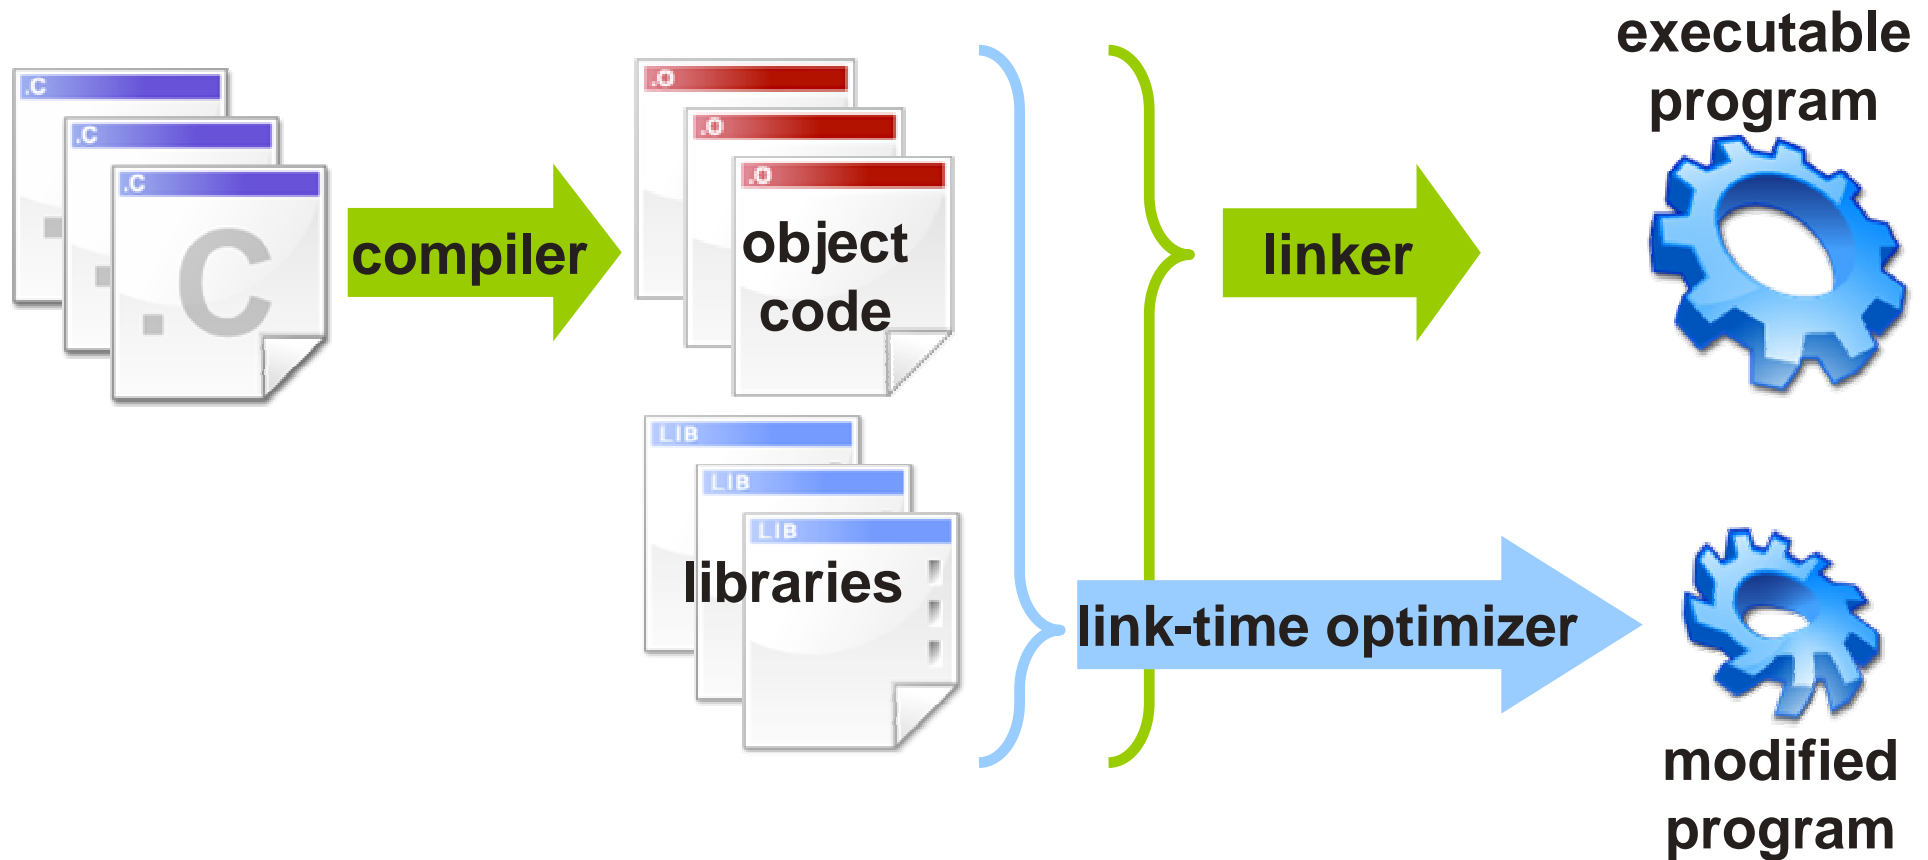 .C
.C
.C
.C
compiler
.O
.O
.O
object
code
LIB
LIB
LIB
libraries
linker
executable
program
link-time optimizer
modified
program